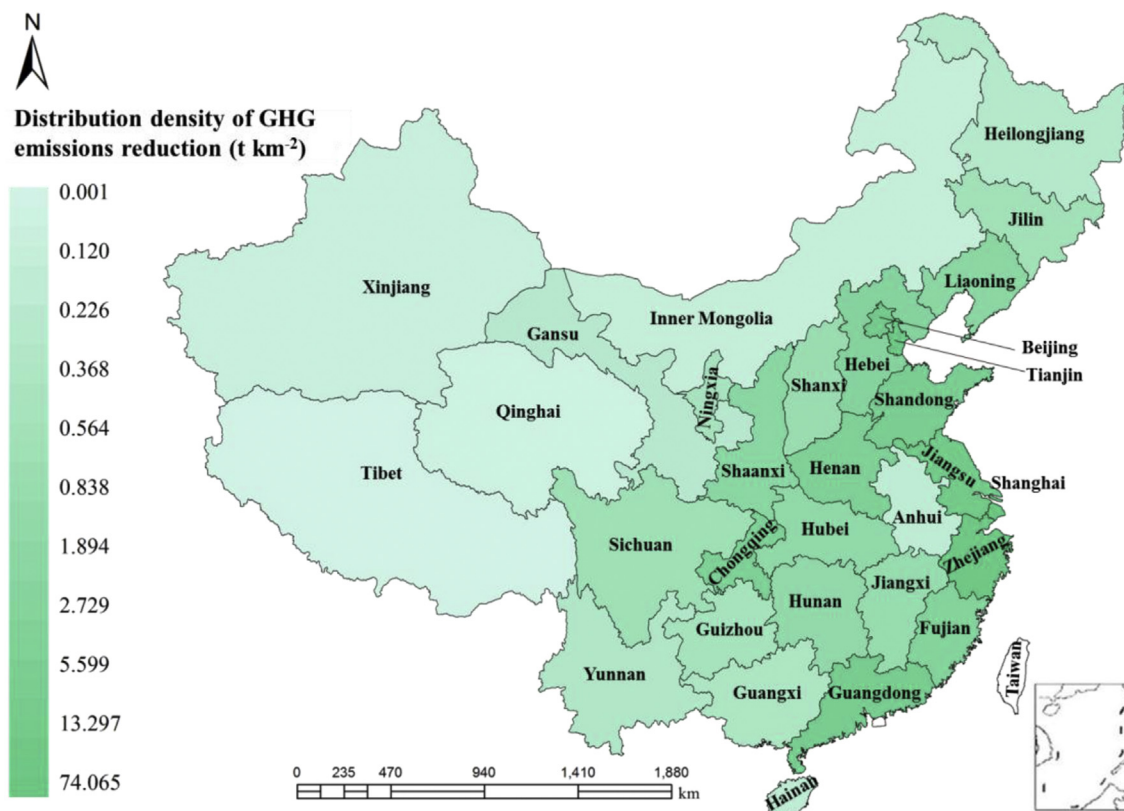 N
Distribution density of GHG
emissions reduction (t km⁻²)
0.001
0.120
0.226
0.368
0.564
0.838
1.894
2.729
5.599
13.297
74.065
Heilongjiang
Jilin
Liaoning
Xinjiang
Inner Mongolia
Gansu
Beijing
Tianjin
Hebei
Shanxi
Ningxia
Shandong
Qinghai
Tibet
Shaanxi
Henan
Jiangsu
Shanghai
Anhui
Sichuan
Chongqing
Hubei
Zhejiang
Jiangxi
Hunan
Guizhou
Fujian
Yunnan
Guangxi
Guangdong
Taiwan
Hainan
0 235 470 940 1,410 1,880
km